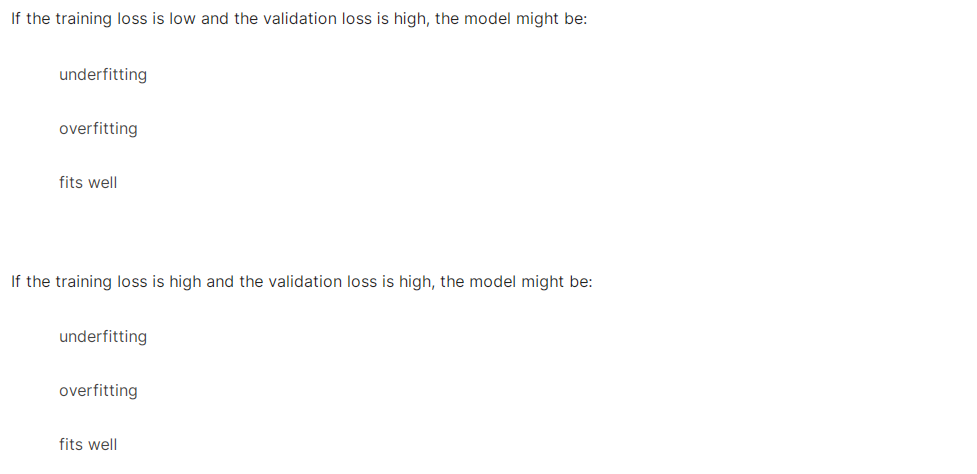 If the training loss is low and the validation loss is high, the model might be:
underfitting
overfitting
fits well
If the training loss is high and the validation loss is high, the model might be:
underfitting
overfitting
fits well